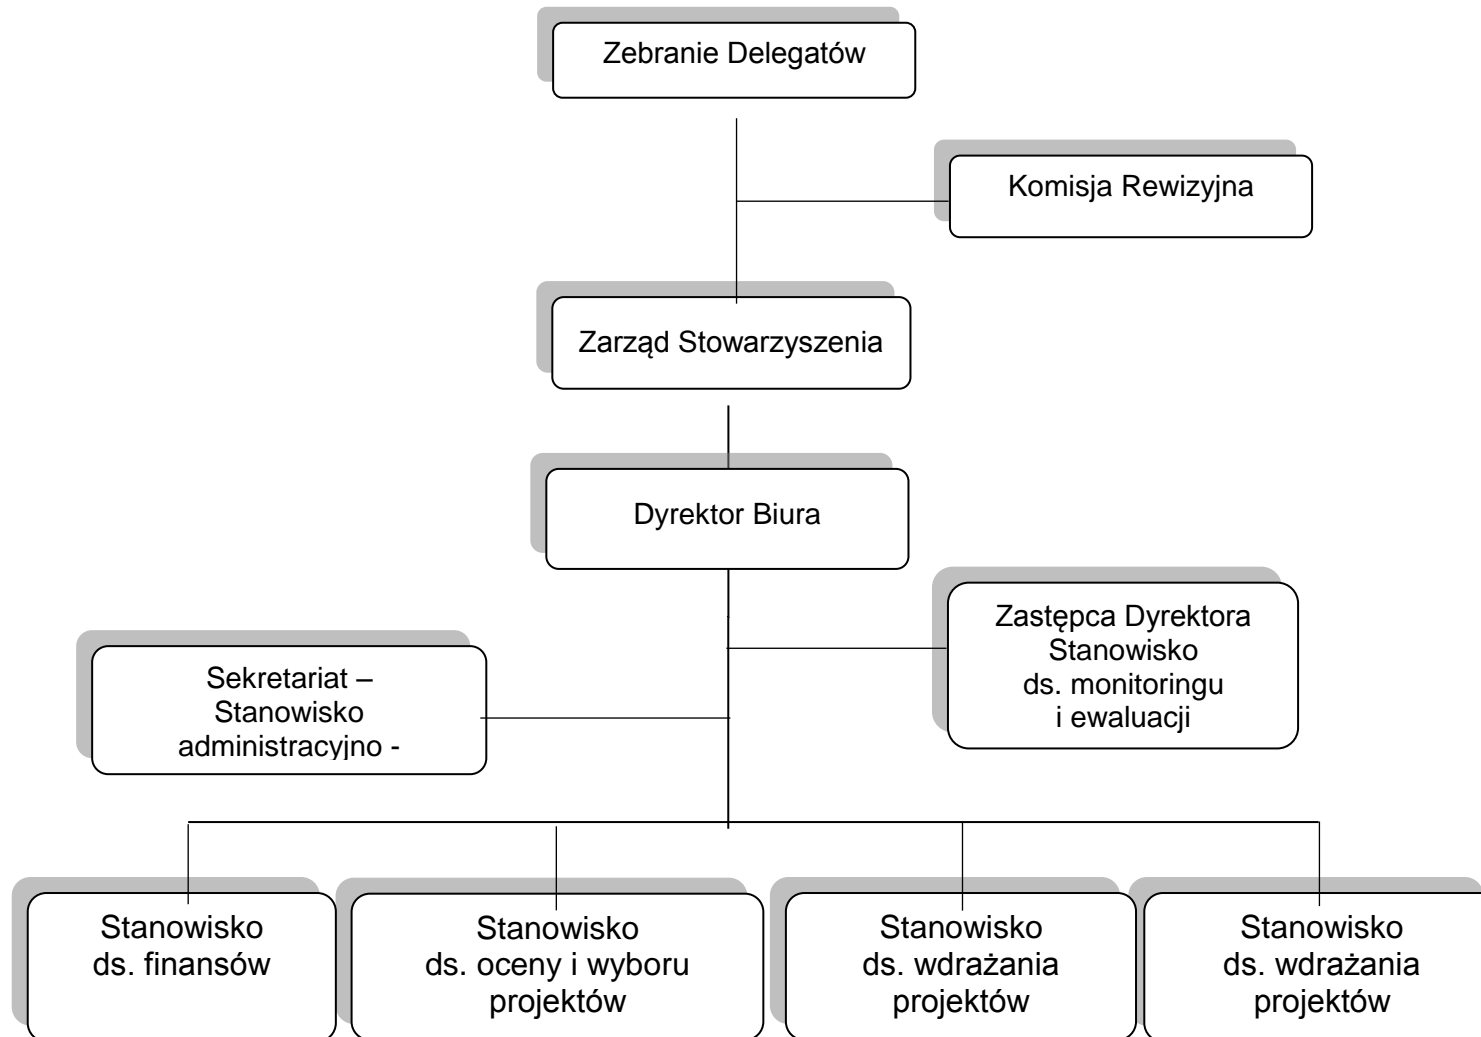 Zebranie Delegatów
Komisja Rewizyjna
Zarząd Stowarzyszenia
Dyrektor Biura
Zastępca Dyrektora
Stanowisko
ds. monitoringu
i ewaluacji
Sekretariat –
Stanowisko
administracyjno -
Stanowisko
ds. finansów
Stanowisko
ds. oceny i wyboru
projektów
Stanowisko
ds. wdrażania
projektów
Stanowisko
ds. wdrażania
projektów